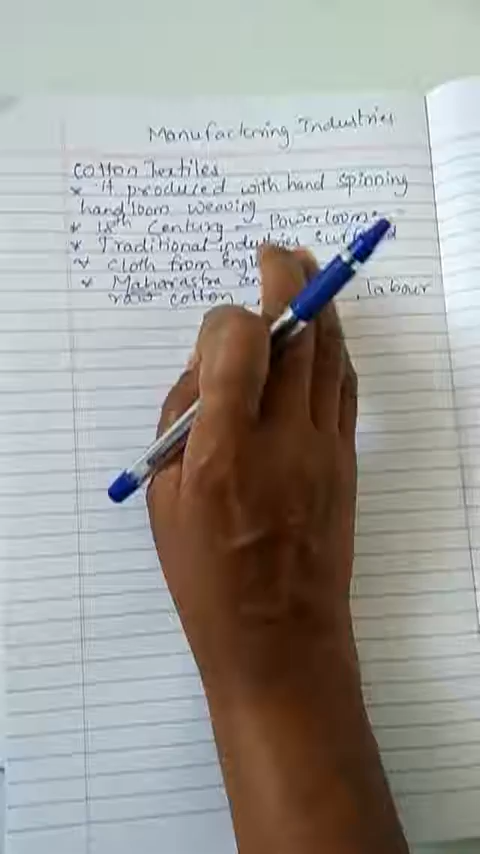 Manufacturing Industries
Cotton Textiles
* It produced with hand spinning
handloom weaving
* 18th Century – Powerlooms
* Traditional industries
* Cloth from
* Maharastra
raw cotton , labour